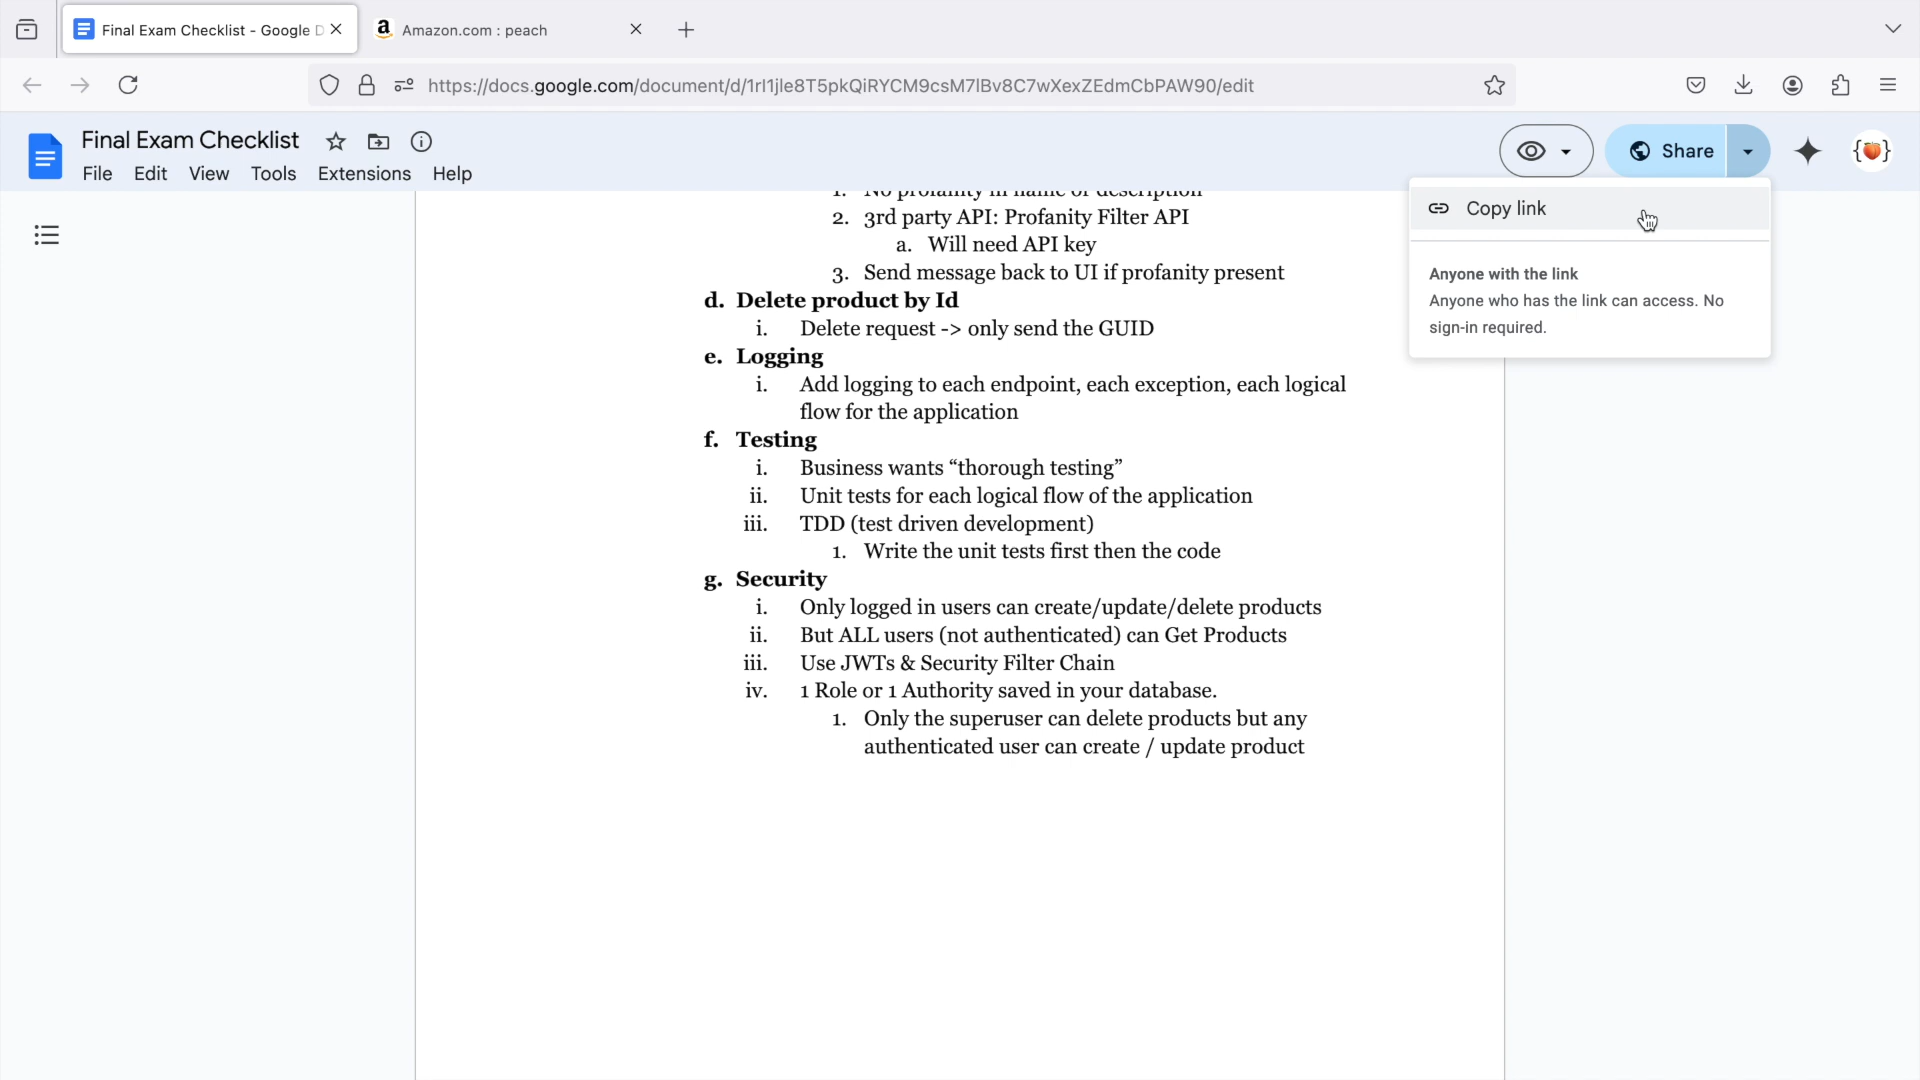 Final Exam Checklist - Google D
Amazon.com : peach
https://docs.google.com/document/d/1rI1jle8T5pkQiRYCM9csM7lBv8C7wXexZEdmCbPAW90/edit
Final Exam Checklist
File Edit View Tools Extensions Help
Share
Copy link
Anyone with the link
Anyone who has the link can access. No
sign-in required.
1. No profanity in name or description
2. 3rd party API: Profanity Filter API
a. Will need API key
3. Send message back to UI if profanity present
d. Delete product by Id
i. Delete request -> only send the GUID
e. Logging
i. Add logging to each endpoint, each exception, each logical
flow for the application
f. Testing
i. Business wants “thorough testing”
ii. Unit tests for each logical flow of the application
iii. TDD (test driven development)
1. Write the unit tests first then the code
g. Security
i. Only logged in users can create/update/delete products
ii. But ALL users (not authenticated) can Get Products
iii. Use JWTs & Security Filter Chain
iv. 1 Role or 1 Authority saved in your database.
1. Only the superuser can delete products but any
authenticated user can create / update product